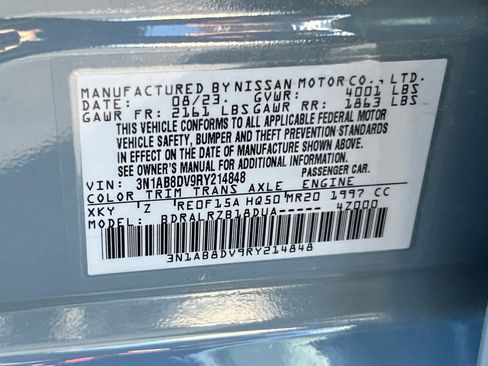 MANUFACTURED BY NISSAN MOTOR CO., LTD.
DATE: 08/23 GVWR: 4001 LBS
GAWR FR: 2161 LBS GAWR RR: 1863 LBS
THIS VEHICLE CONFORMS TO ALL APPLICABLE FEDERAL MOTOR
VEHICLE SAFETY, BUMPER AND THEFT PREVENTION STANDARDS
IN EFFECT ON THE DATE OF MANUFACTURE SHOWN ABOVE.
SEE OWNER'S MANUAL FOR ADDITIONAL INFORMATION.
VIN: 3N1AB8DV9RY214848 PASSENGER CAR
COLOR TRIM TRANS AXLE ENGINE
XKY Z RE0F15A HQ50 MR20 1997 CC
MODEL: BDRALRZB18DUA----- 4Z000
3N1AB8DV9RY214848